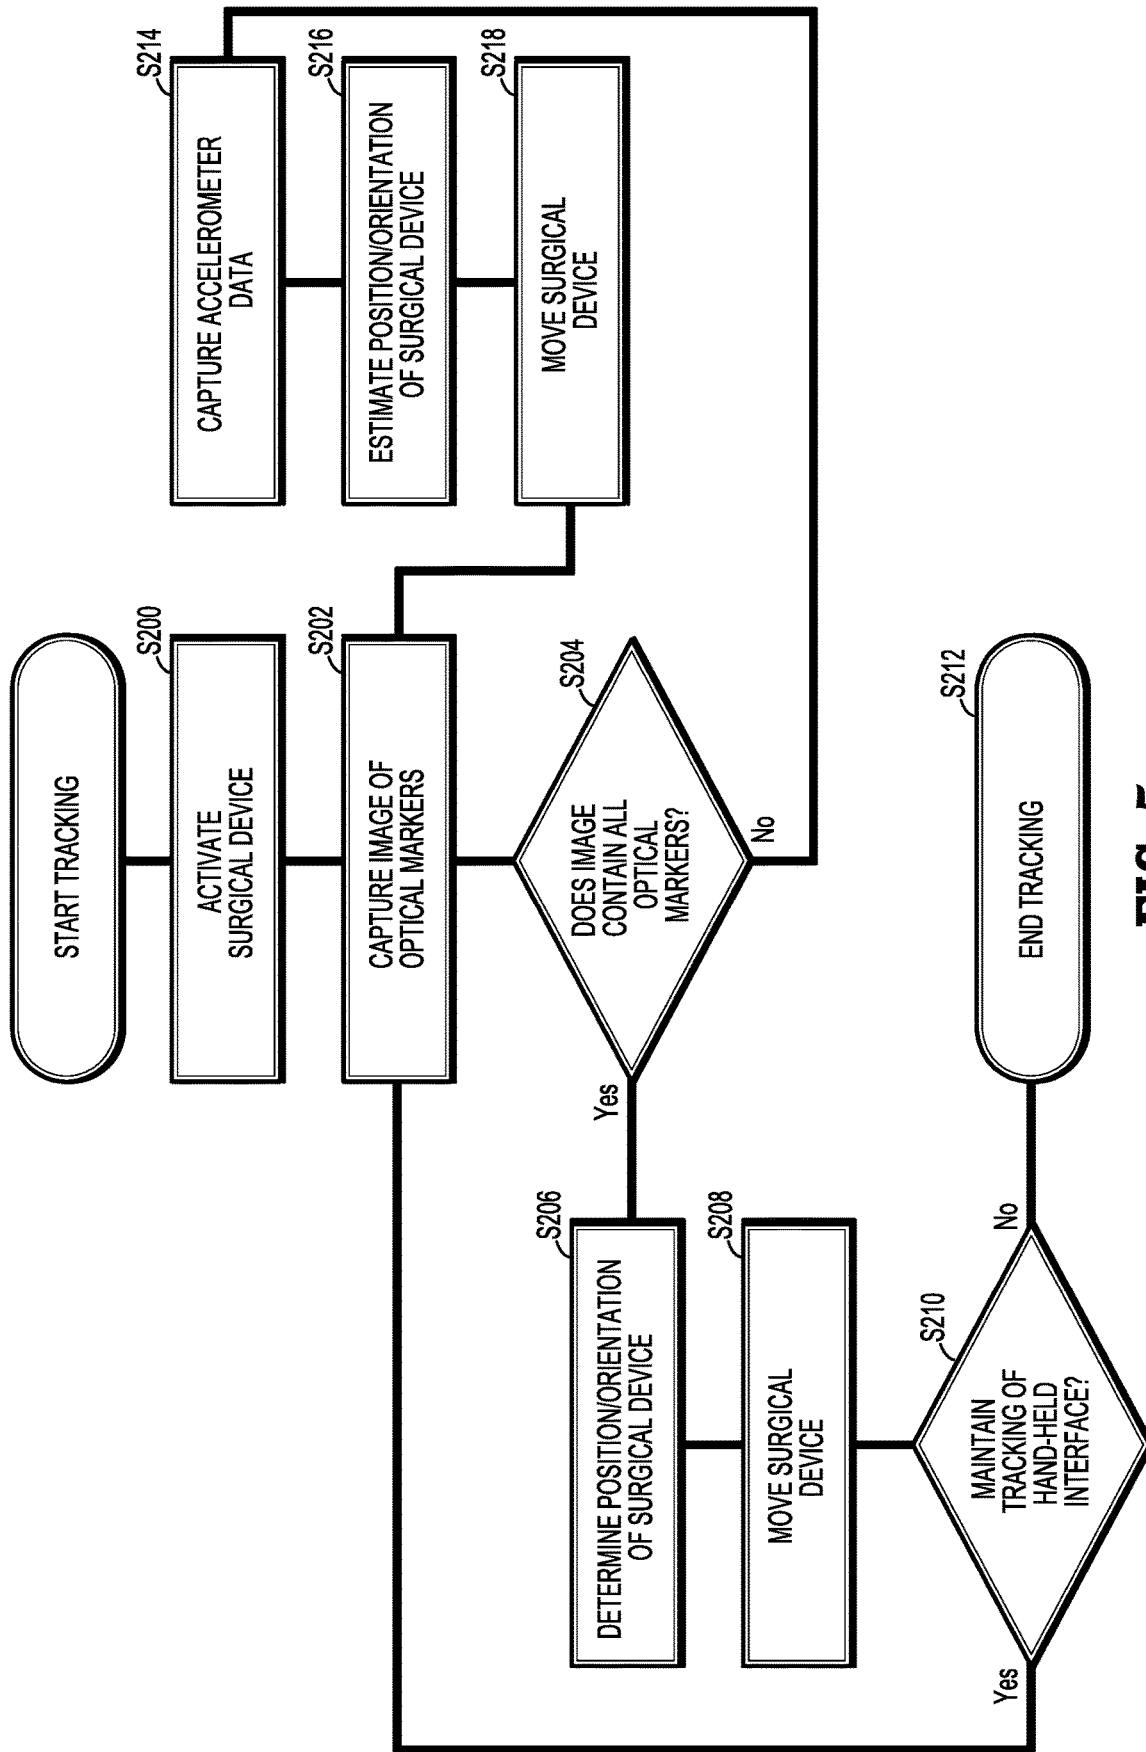 START TRACKING
S200
ACTIVATE
SURGICAL DEVICE
S202
CAPTURE IMAGE OF
OPTICAL MARKERS
S204
DOES IMAGE
CONTAIN ALL
OPTICAL
MARKERS?
Yes
No
S206
DETERMINE POSITION/ORIENTATION
OF SURGICAL DEVICE
S208
MOVE SURGICAL
DEVICE
S210
MAINTAIN
TRACKING OF
HAND-HELD
INTERFACE?
Yes
No
S212
END TRACKING
S214
CAPTURE ACCELEROMETER
DATA
S216
ESTIMATE POSITION/ORIENTATION
OF SURGICAL DEVICE
S218
MOVE SURGICAL
DEVICE
FIG.